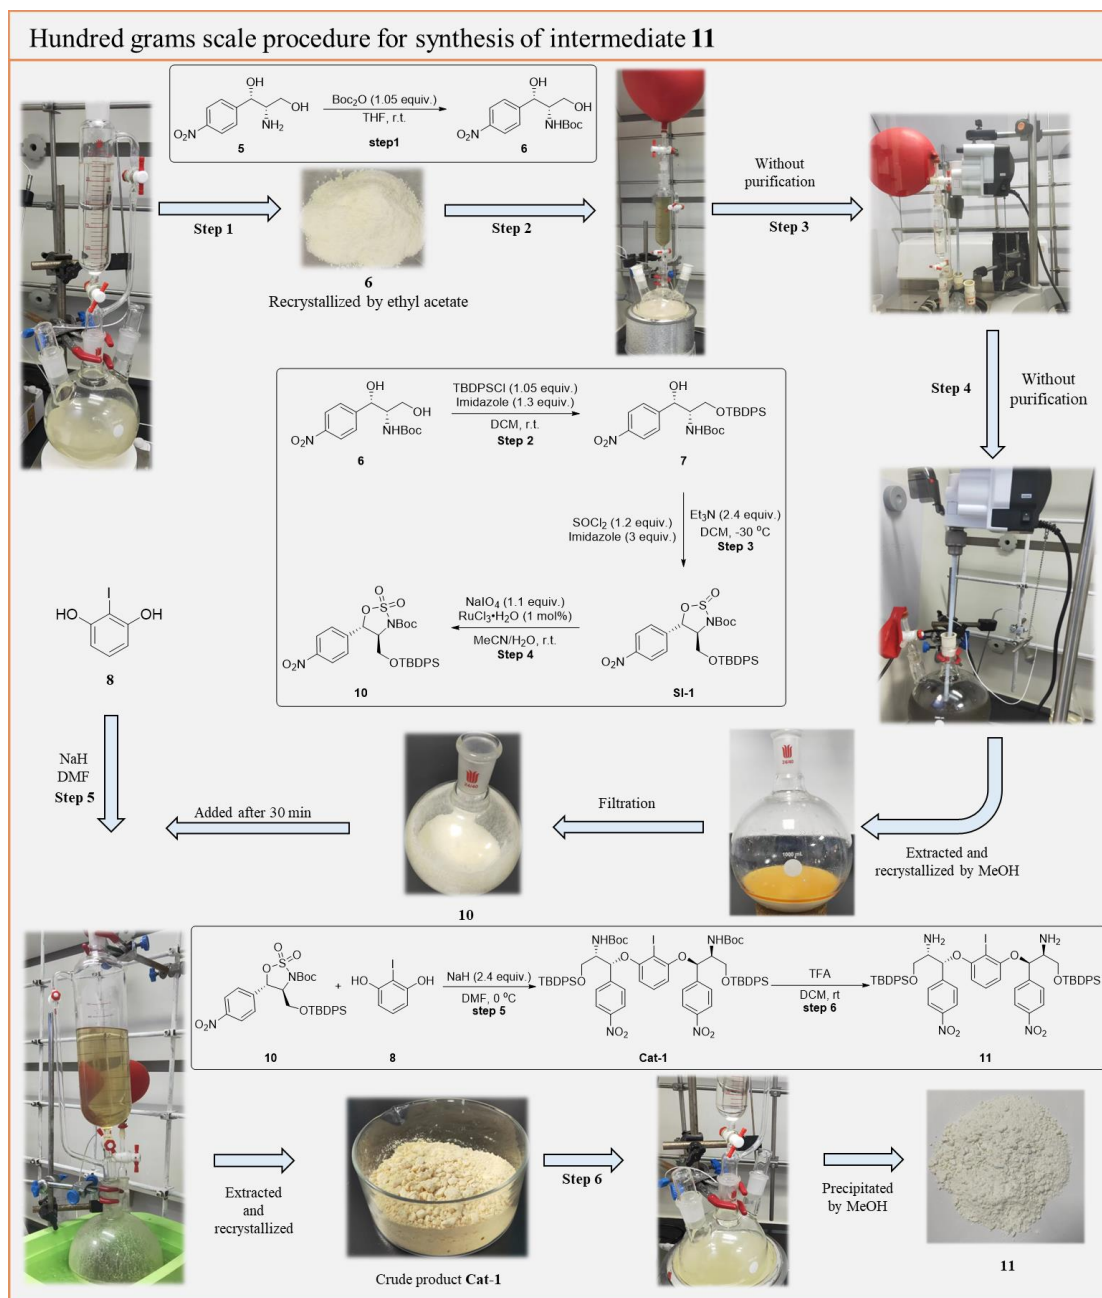 Hundred grams scale procedure for synthesis of intermediate 11
OH
OH
NH2
O2N
5
Boc2O (1.05 equiv.)
THF, r.t.
step1
OH
OH
NHBoc
O2N
6
Step 1
6
Recrystallized by ethyl acetate
Step 2
Without
purification
Step 3
Step 4
Without
purification
OH
OH
NHBoc
O2N
6
TBDPSCl (1.05 equiv.)
Imidazole (1.3 equiv.)
DCM, r.t.
Step 2
OH
OTBDPS
NHBoc
O2N
7
SOCl2 (1.2 equiv.)
Imidazole (3 equiv.)
Et3N (2.4 equiv.)
DCM, -30 °C
Step 3
O
O-S
NBoc
OTBDPS
O2N
SI-1
NaIO4 (1.1 equiv.)
RuCl3•H2O (1 mol%)
MeCN/H2O, r.t.
Step 4
O
O-S=O
NBoc
OTBDPS
O2N
10
I
HO
OH
8
NaH
DMF
Step 5
Added after 30 min
10
Filtration
1000 mL
Extracted and
recrystallized by MeOH
O
O-S=O
NBoc
OTBDPS
O2N
10
+
I
HO
OH
8
NaH (2.4 equiv.)
DMF, 0 °C
step 5
NHBoc
I
NHBoc
O
O
TBDPSO
OTBDPS
NO2
NO2
Cat-1
TFA
DCM, rt
step 6
NH2
I
NH2
O
O
TBDPSO
OTBDPS
NO2
NO2
11
Extracted
and
recrystallized
Crude product Cat-1
Step 6
Precipitated
by MeOH
11